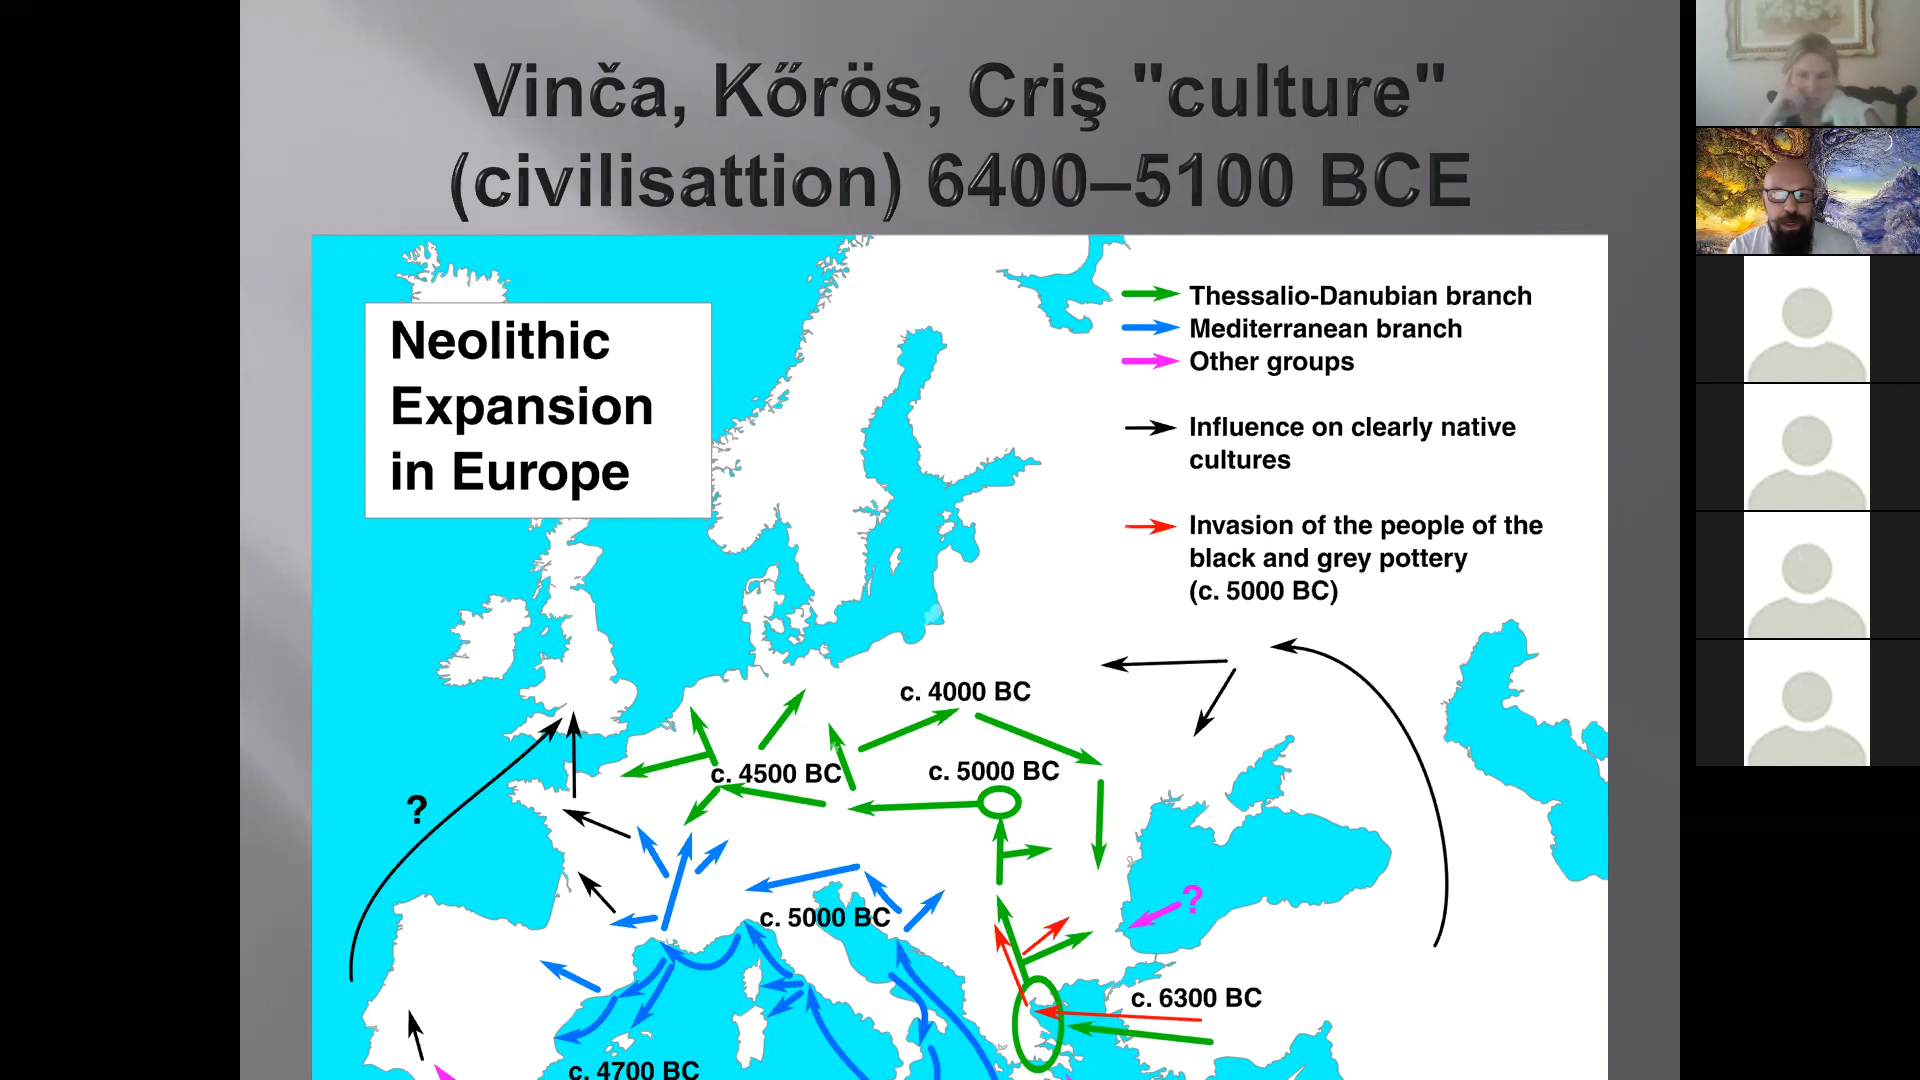 Vinča, Kőrös, Criş "culture"
(civilisattion) 6400–5100 BCE
Neolithic
Expansion
in Europe
Thessalio-Danubian branch
Mediterranean branch
Other groups
Influence on clearly native
cultures
Invasion of the people of the
black and grey pottery
(c. 5000 BC)
c. 4000 BC
c. 4500 BC
c. 5000 BC
?
?
c. 5000 BC
c. 6300 BC
c. 4700 BC